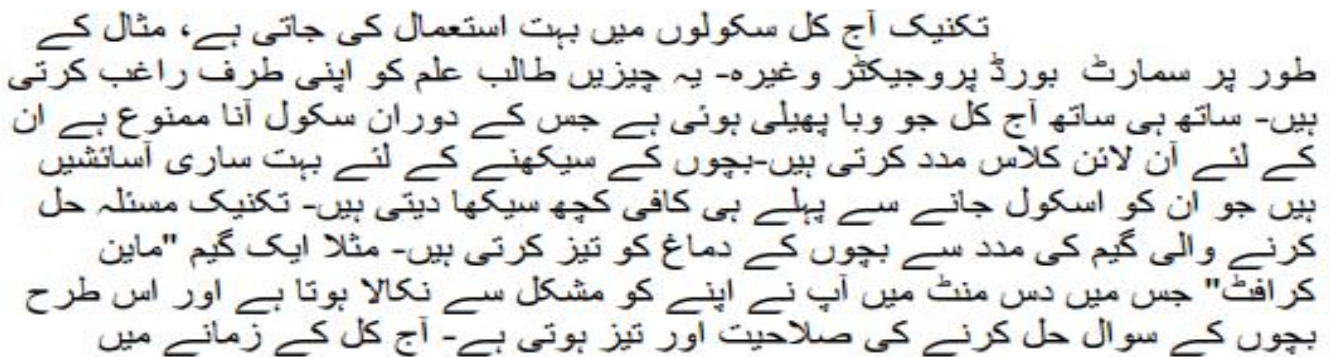 تکنیک آج کل سکولوں میں بہت استعمال کی جاتی ہے، مثال کے
طور پر سمارٹ بورڈ پروجیکٹر وغیرہ۔ یہ چیزیں طالب علم کو اپنی طرف راغب کرتی
ہیں۔ ساتھ ہی ساتھ آج کل جو وبا پھیلی ہوئی ہے جس کے دوران سکول آنا ممنوع ہے ان
کے لئے آن لائن کلاس مدد کرتی ہیں۔بچوں کے سیکھنے کے لئے بہت ساری آسائشیں
ہیں جو ان کو اسکول جانے سے پہلے ہی کافی کچھ سیکھا دیتی ہیں۔ تکنیک مسئلہ حل
کرنے والی گیم کی مدد سے بچوں کے دماغ کو تیز کرتی ہیں۔ مثلا ایک گیم "ماین
کرافٹ" جس میں دس منٹ میں آپ نے اپنے کو مشکل سے نکالا ہوتا ہے اور اس طرح
بچوں کے سوال حل کرنے کی صلاحیت اور تیز ہوتی ہے۔ آج کل کے زمانے میں